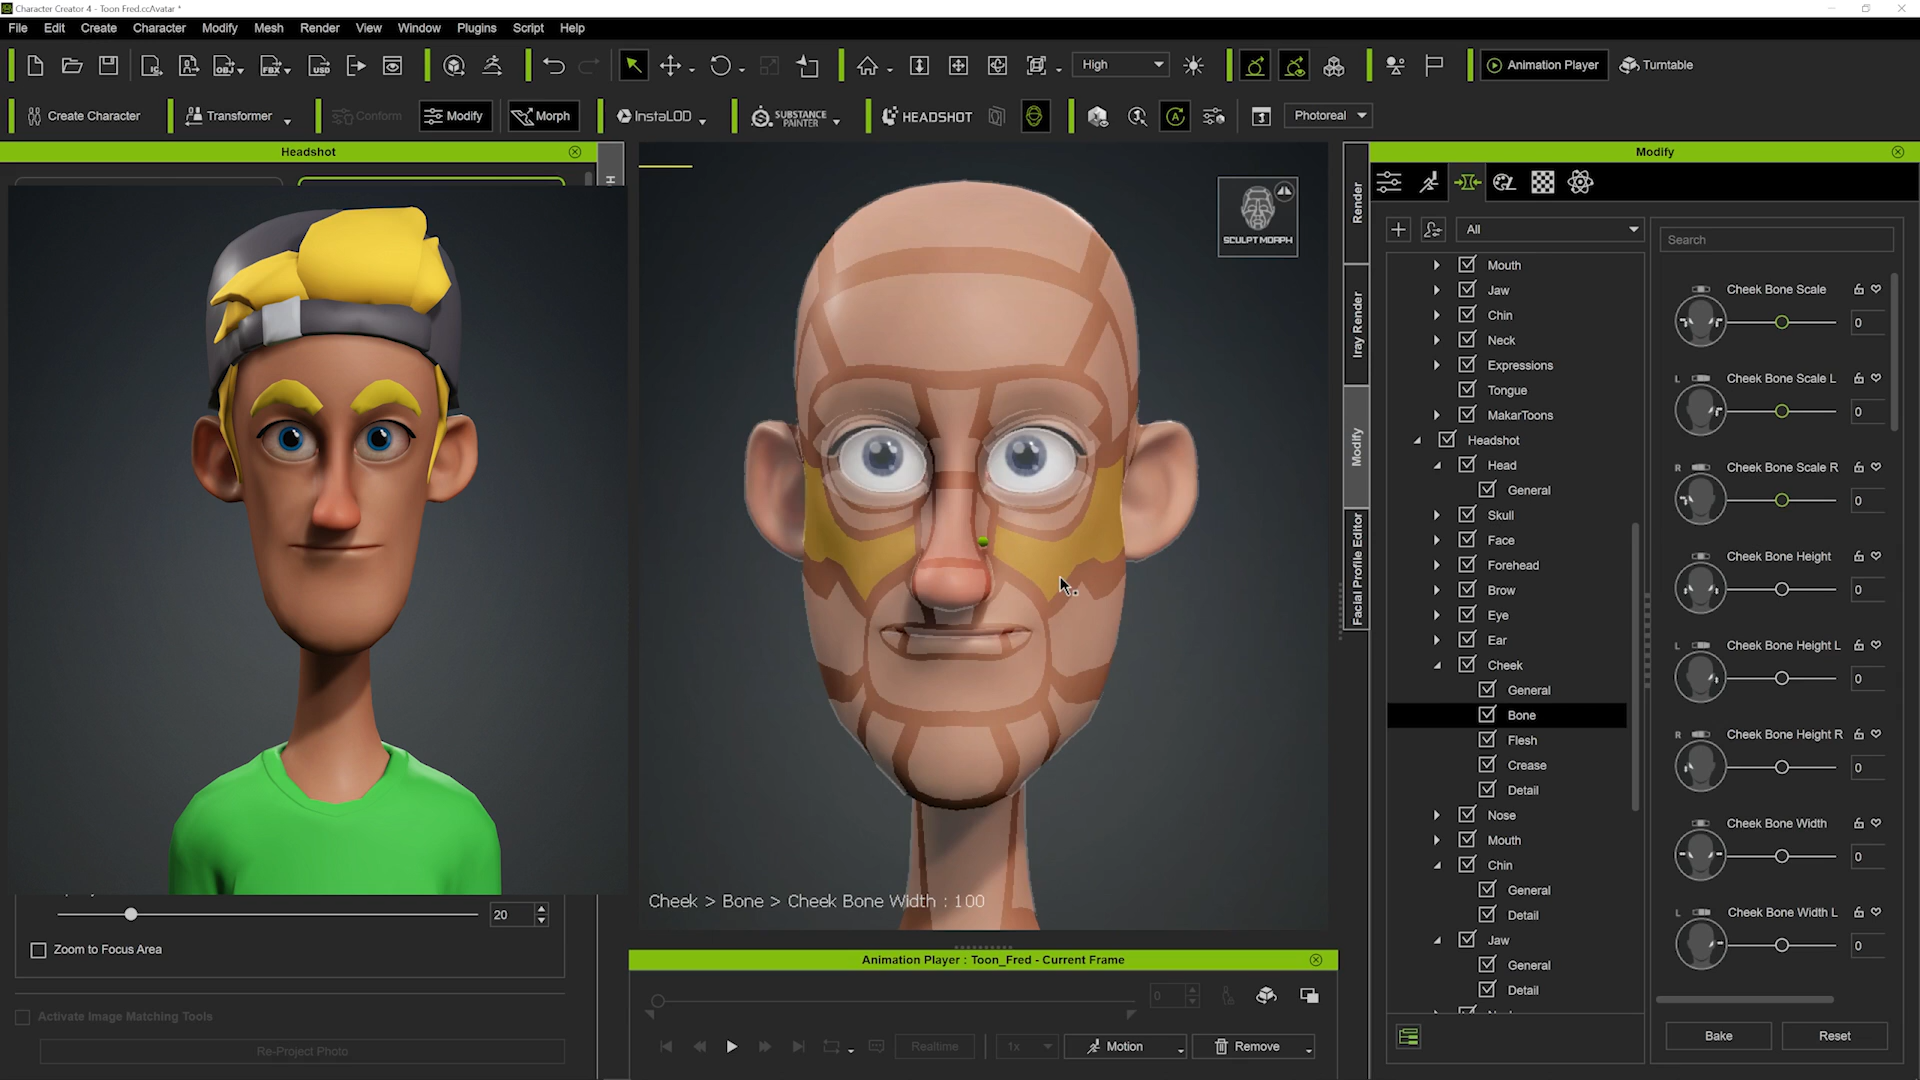 Character Creator 4 - Toon Fred.ccAvatar *
File Edit Create Character Modify Mesh Render View Window Plugins Script Help
OBJ FBX USD High Animation Player Turntable
Create Character Transformer Conform Modify Morph InstaLOD SUBSTANCE PAINTER HEADSHOT A Photoreal
Headshot
H
20
Zoom to Focus Area
Activate Image Matching Tools
Re-Project Photo
SCULPT MORPH
Cheek > Bone > Cheek Bone Width : 100
Animation Player : Toon_Fred - Current Frame
0
Realtime 1x Motion Remove
Render
Iray Render
Modify
Facial Profile Editor
Modify
All
Mouth
Jaw
Chin
Neck
Expressions
Tongue
MakarToons
Headshot
Head
General
Skull
Face
Forehead
Brow
Eye
Ear
Cheek
General
Bone
Flesh
Crease
Detail
Nose
Mouth
Chin
General
Detail
Jaw
General
Detail
Search
Cheek Bone Scale
0
L Cheek Bone Scale L
0
R Cheek Bone Scale R
0
Cheek Bone Height
0
L Cheek Bone Height L
0
R Cheek Bone Height R
0
Cheek Bone Width
0
L Cheek Bone Width L
0
Bake Reset